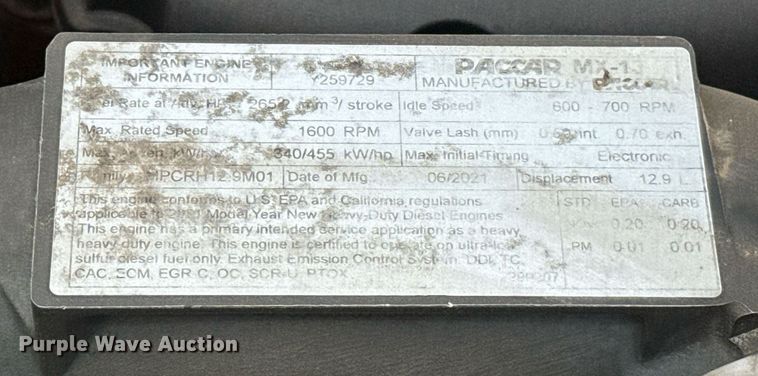 IMPORTANT ENGINE INFORMATION
Y259729
PACCAR MX-13
MANUFACTURED BY
Rate at Adv. HP 265.2 mm³/ stroke
Idle Speed 600 - 700 RPM
Max. Rated Speed 1600 RPM
Valve Lash (mm) int. 0.70 exh.
Max. 340/455 kW/hp
Max. Initial Timing Electronic
MPCRH12.9M01
Date of Mfg. 06/2021
Displacement 12.9 L
This engine conforms to U.S. EPA and California regulations
applicable to 2021 Model Year New Heavy-Duty Diesel Engines.
This engine has a primary intended service application as a heavy
heavy-duty engine. This engine is certified to operate on ultra-low
sulfur diesel fuel only. Exhaust Emission Control System: DDI, TC,
CAC, ECM, EGR-C, OC, SCR-U, PTOX
STD EPA CARB
0.20 0.20
PM 0.01 0.01
Purple Wave Auction